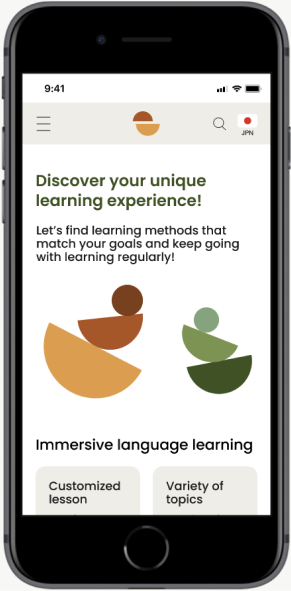 9:41
JPN
Discover your unique
learning experience!
Let's find learning methods that
match your goals and keep going
with learning regularly!
Immersive language learning
Customized
lesson
Variety of
topics